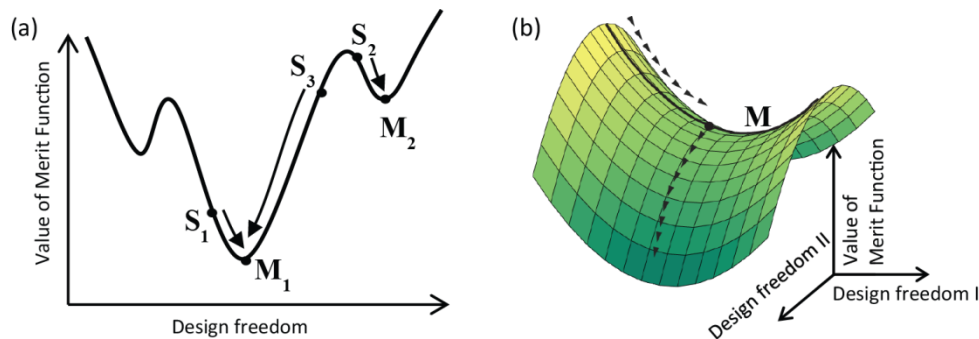 (a)
Value of Merit Function
S1
S3
S2
M1
M2
Design freedom
(b)
M
Value of
Merit Function
Design freedom II
Design freedom I